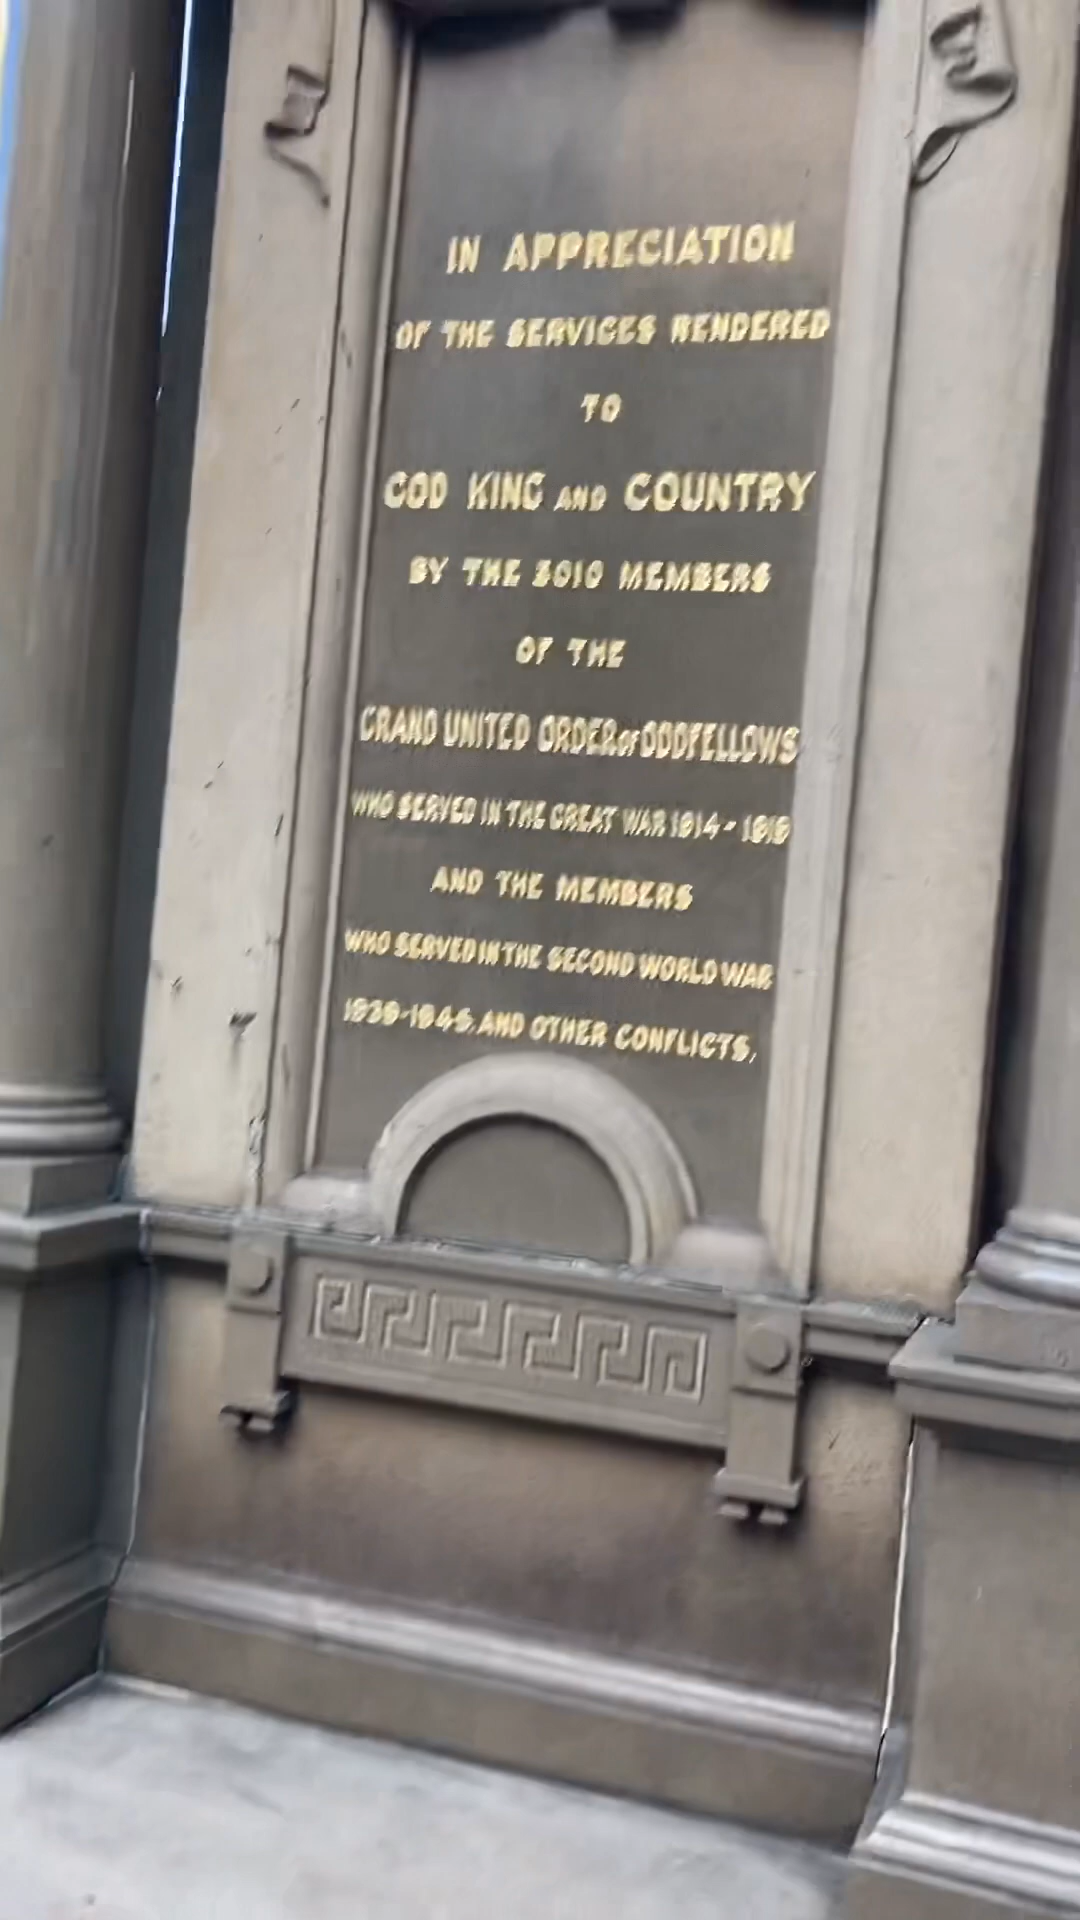 IN APPRECIATION
OF THE SERVICES RENDERED
TO
GOD KING AND COUNTRY
BY THE 3010 MEMBERS
OF THE
GRAND UNITED ORDER of ODDFELLOWS
WHO SERVED IN THE GREAT WAR 1914 - 1919
AND THE MEMBERS
WHO SERVED IN THE SECOND WORLD WAR
1939-1945, AND OTHER CONFLICTS,